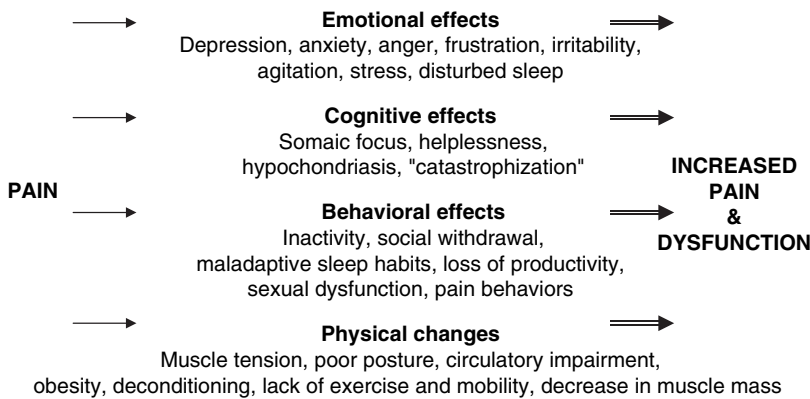 Emotional effects
Depression, anxiety, anger, frustration, irritability,
agitation, stress, disturbed sleep
Cognitive effects
Somaic focus, helplessness,
hypochondriasis, "catastrophization"
PAIN
INCREASED
PAIN
&
DYSFUNCTION
Behavioral effects
Inactivity, social withdrawal,
maladaptive sleep habits, loss of productivity,
sexual dysfunction, pain behaviors
Physical changes
Muscle tension, poor posture, circulatory impairment,
obesity, deconditioning, lack of exercise and mobility, decrease in muscle mass